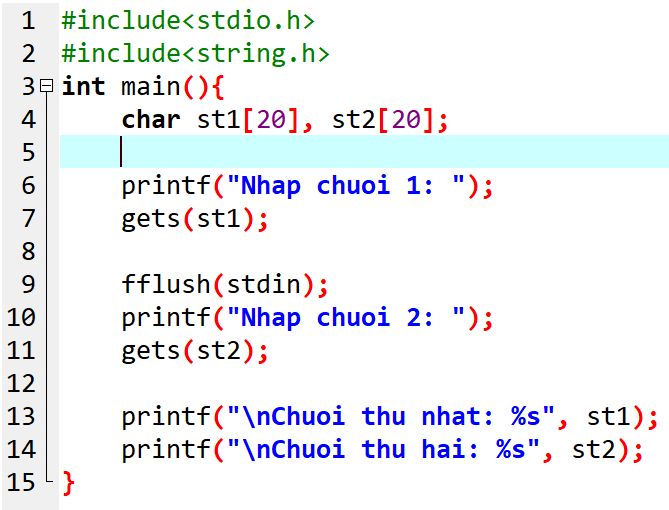 1 #include<stdio.h>
2 #include<string.h>
3 int main(){
4     char st1[20], st2[20];
5
6     printf("Nhap chuoi 1: ");
7     gets(st1);
8
9     fflush(stdin);
10     printf("Nhap chuoi 2: ");
11     gets(st2);
12
13     printf("\nChuoi thu nhat: %s", st1);
14     printf("\nChuoi thu hai: %s", st2);
15 }